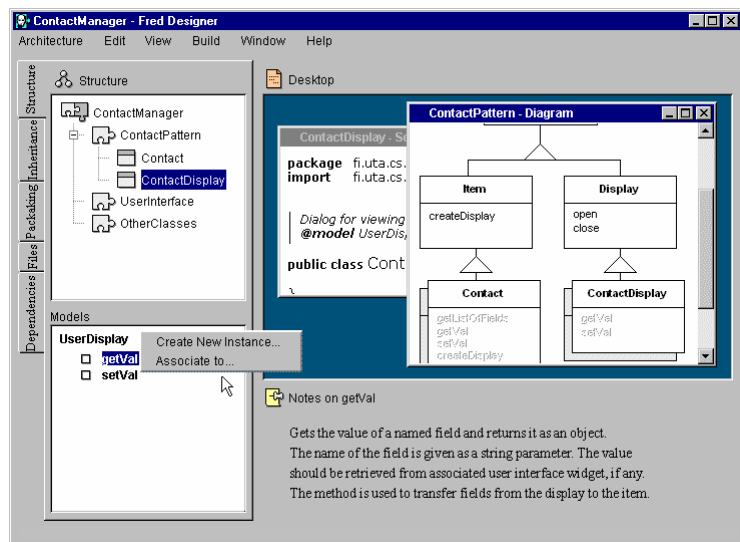 ContactManager - Fred Designer
Architecture Edit View Build Window Help
Structure
Inheritance
Packaking
Files
Dependencies
Structure
ContactManager
ContactPattern
Contact
ContactDisplay
UserInterface
OtherClasses
Models
UserDisplay
getVal
setVal
Create New Instance...
Associate to...
Desktop
ContactDisplay - So
package fi.uta.cs.
import fi.uta.cs.
Dialog for viewing
@model UserDis
public class Cont
}
ContactPattern - Diagram
Item
createDisplay
Display
open
close
Contact
getListOfFields
getVal
setVal
createDisplay
ContactDisplay
getVal
setVal
Notes on getVal
Gets the value of a named field and returns it as an object.
The name of the field is given as a string parameter. The value
should be retrieved from associated user interface widget, if any.
The method is used to transfer fields from the display to the item.